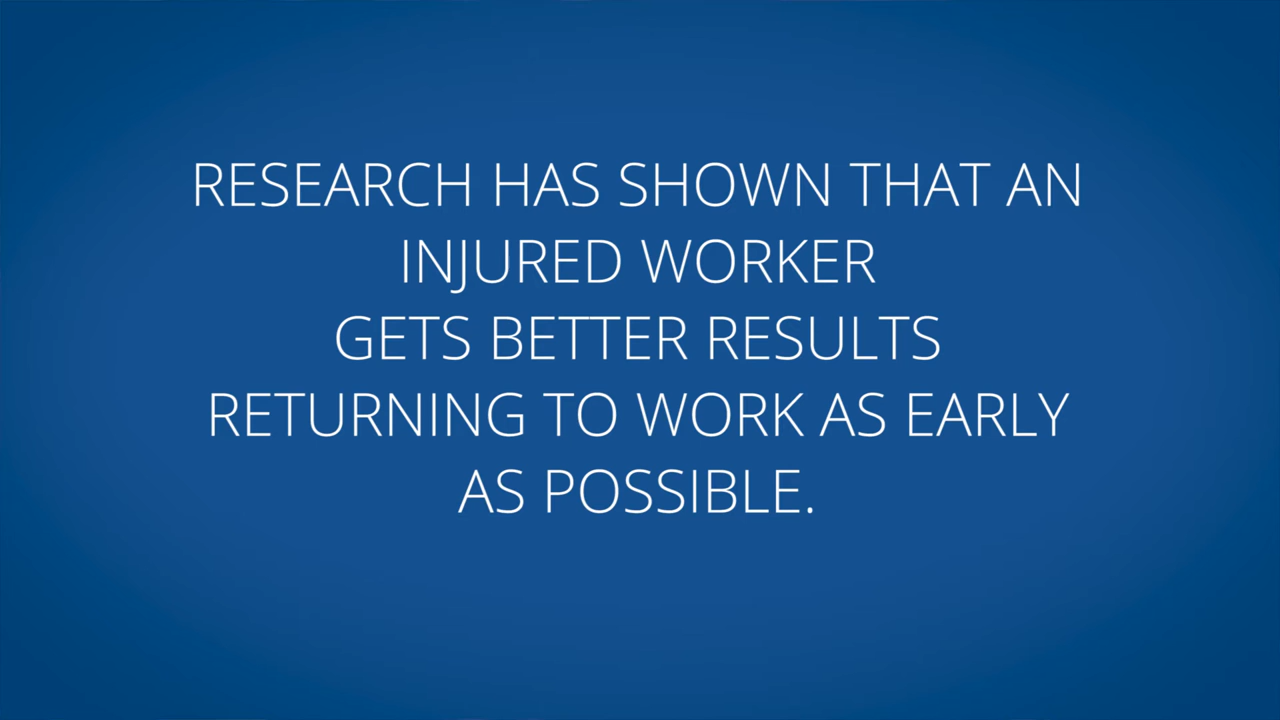 RESEARCH HAS SHOWN THAT AN
INJURED WORKER
GETS BETTER RESULTS
RETURNING TO WORK AS EARLY
AS POSSIBLE.